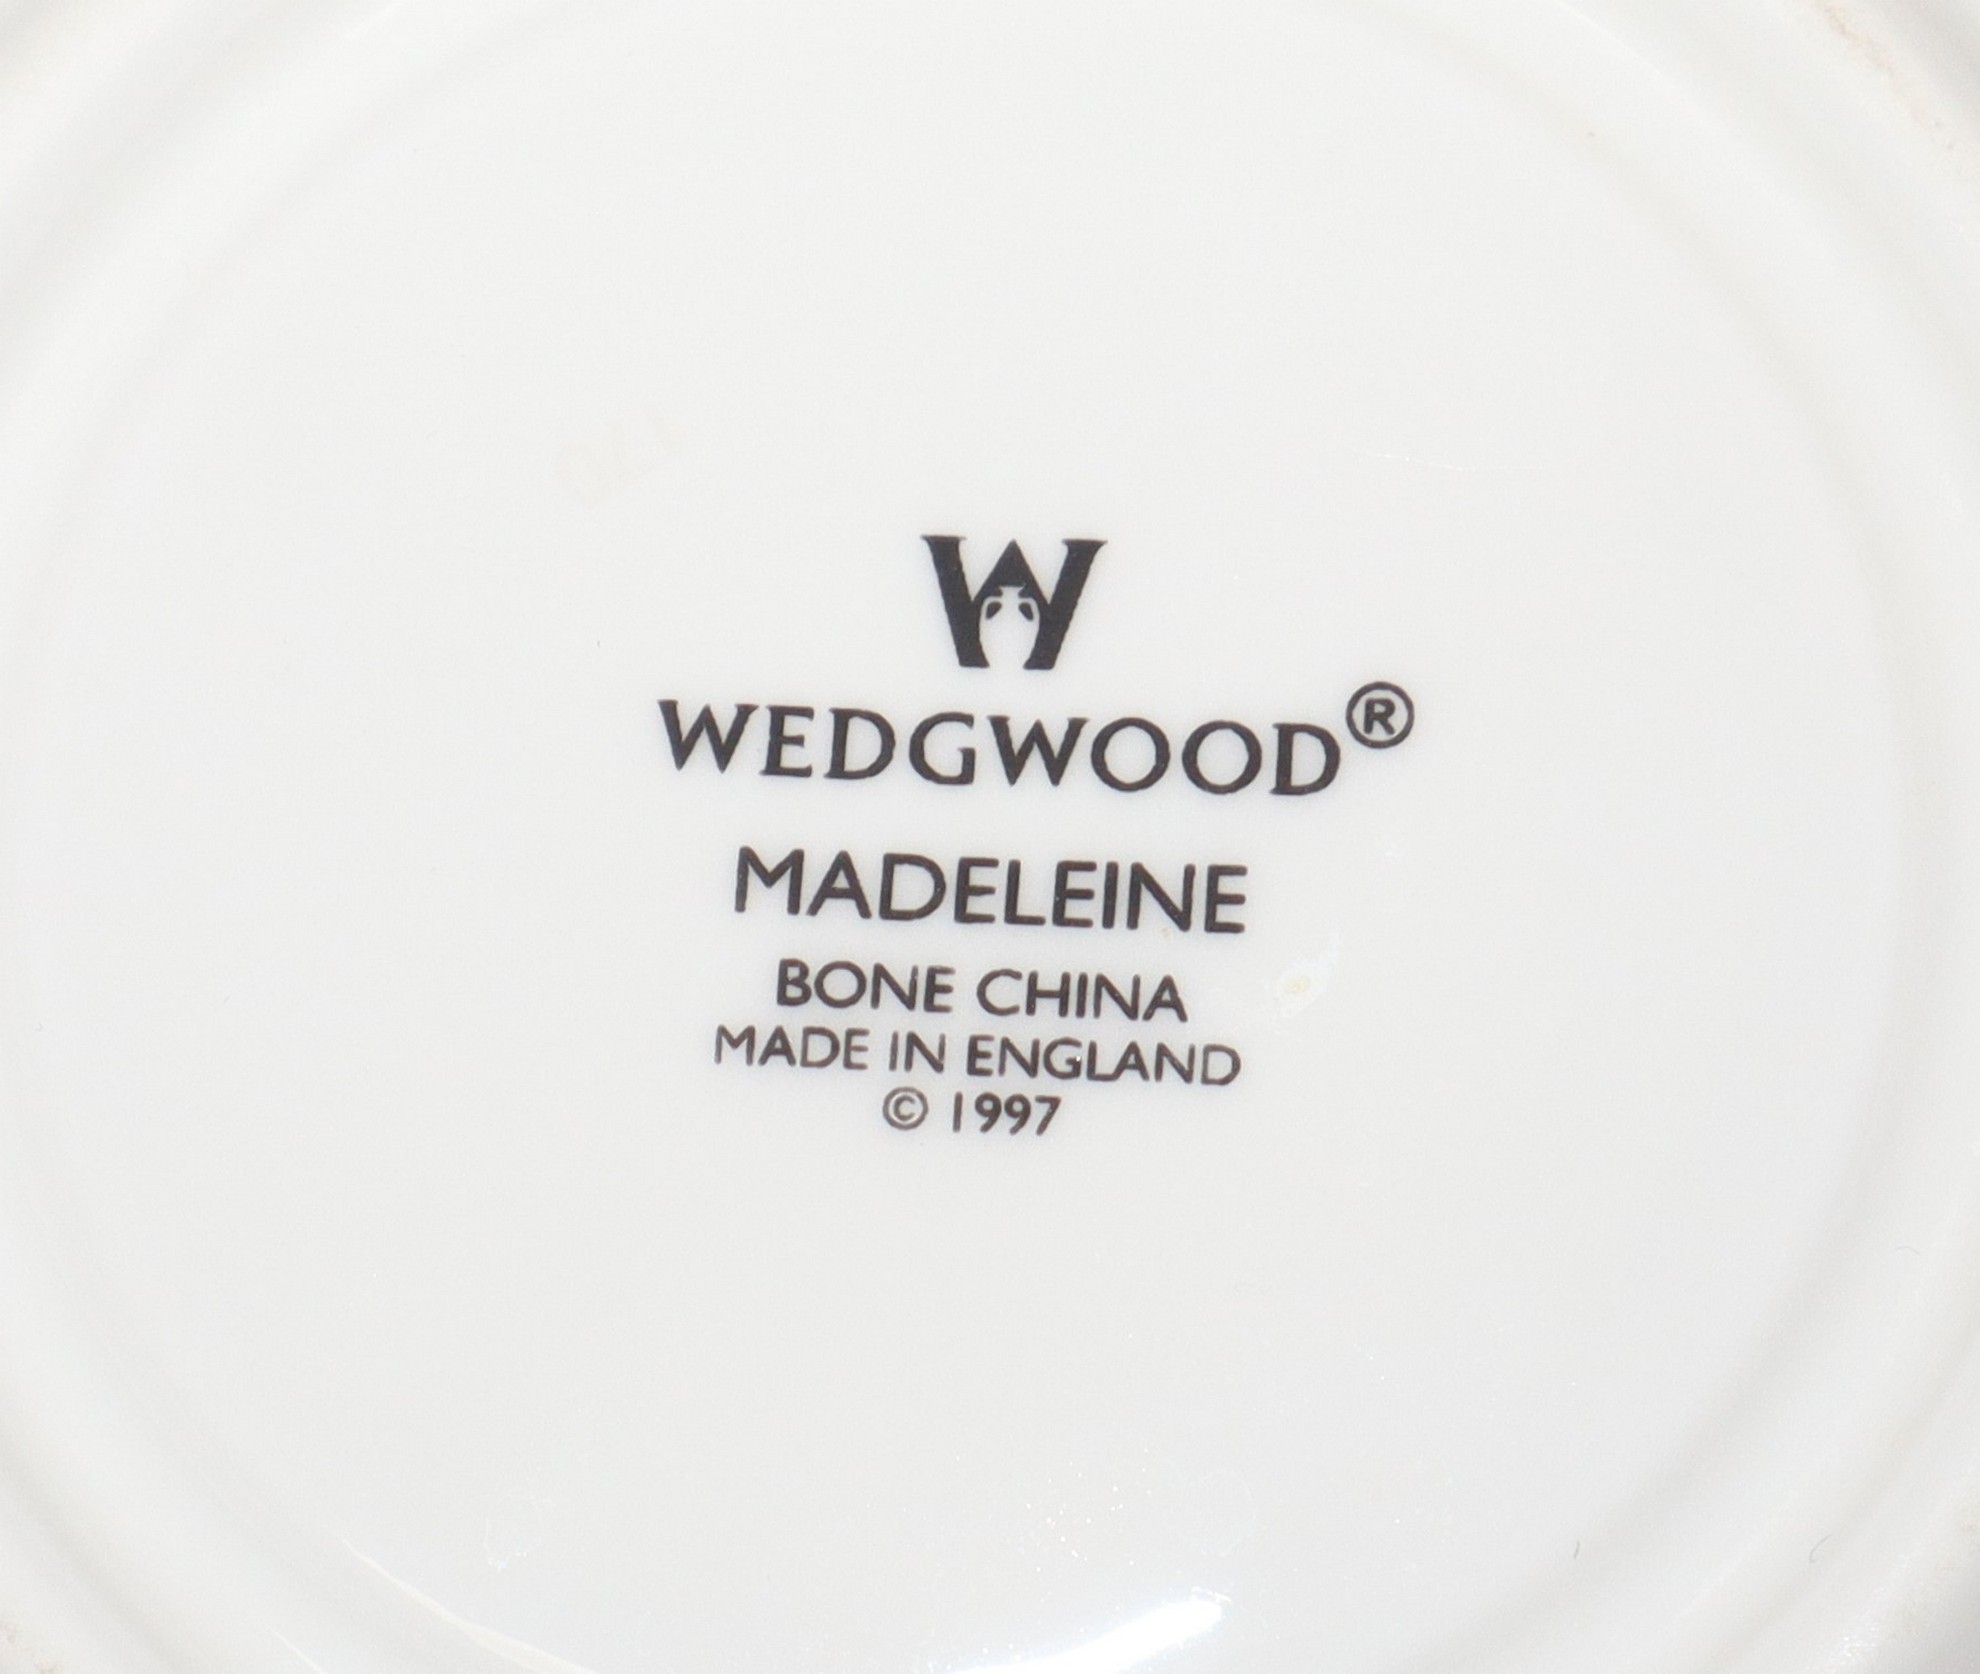 W
WEDGWOOD®
MADELEINE
BONE CHINA
MADE IN ENGLAND
© 1997